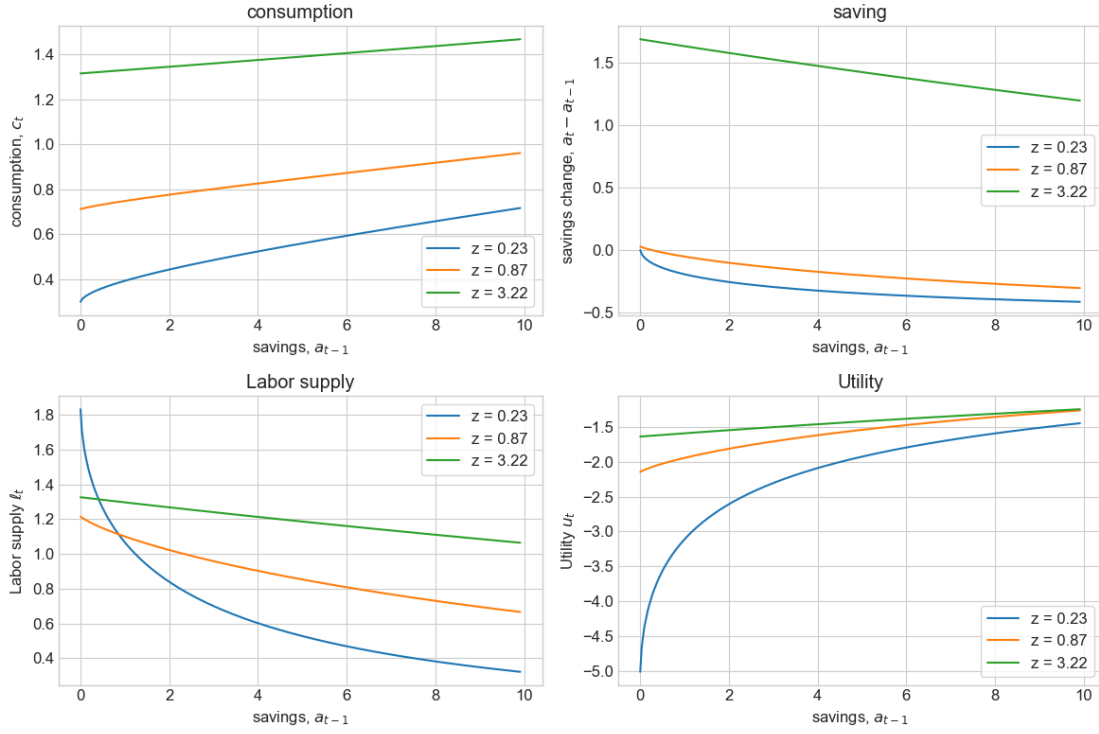 consumption
consumption, c_t
1.4
1.2
1.0
0.8
0.6
0.4
z = 0.23
z = 0.87
z = 3.22
0 2 4 6 8 10
savings, a_{t−1}
saving
savings change, a_t − a_{t−1}
1.5
1.0
0.5
0.0
−0.5
z = 0.23
z = 0.87
z = 3.22
0 2 4 6 8 10
savings, a_{t−1}
Labor supply
Labor supply ℓ_t
1.8
1.6
1.4
1.2
1.0
0.8
0.6
0.4
z = 0.23
z = 0.87
z = 3.22
0 2 4 6 8 10
savings, a_{t−1}
Utility
Utility u_t
−1.5
−2.0
−2.5
−3.0
−3.5
−4.0
−4.5
−5.0
z = 0.23
z = 0.87
z = 3.22
0 2 4 6 8 10
savings, a_{t−1}